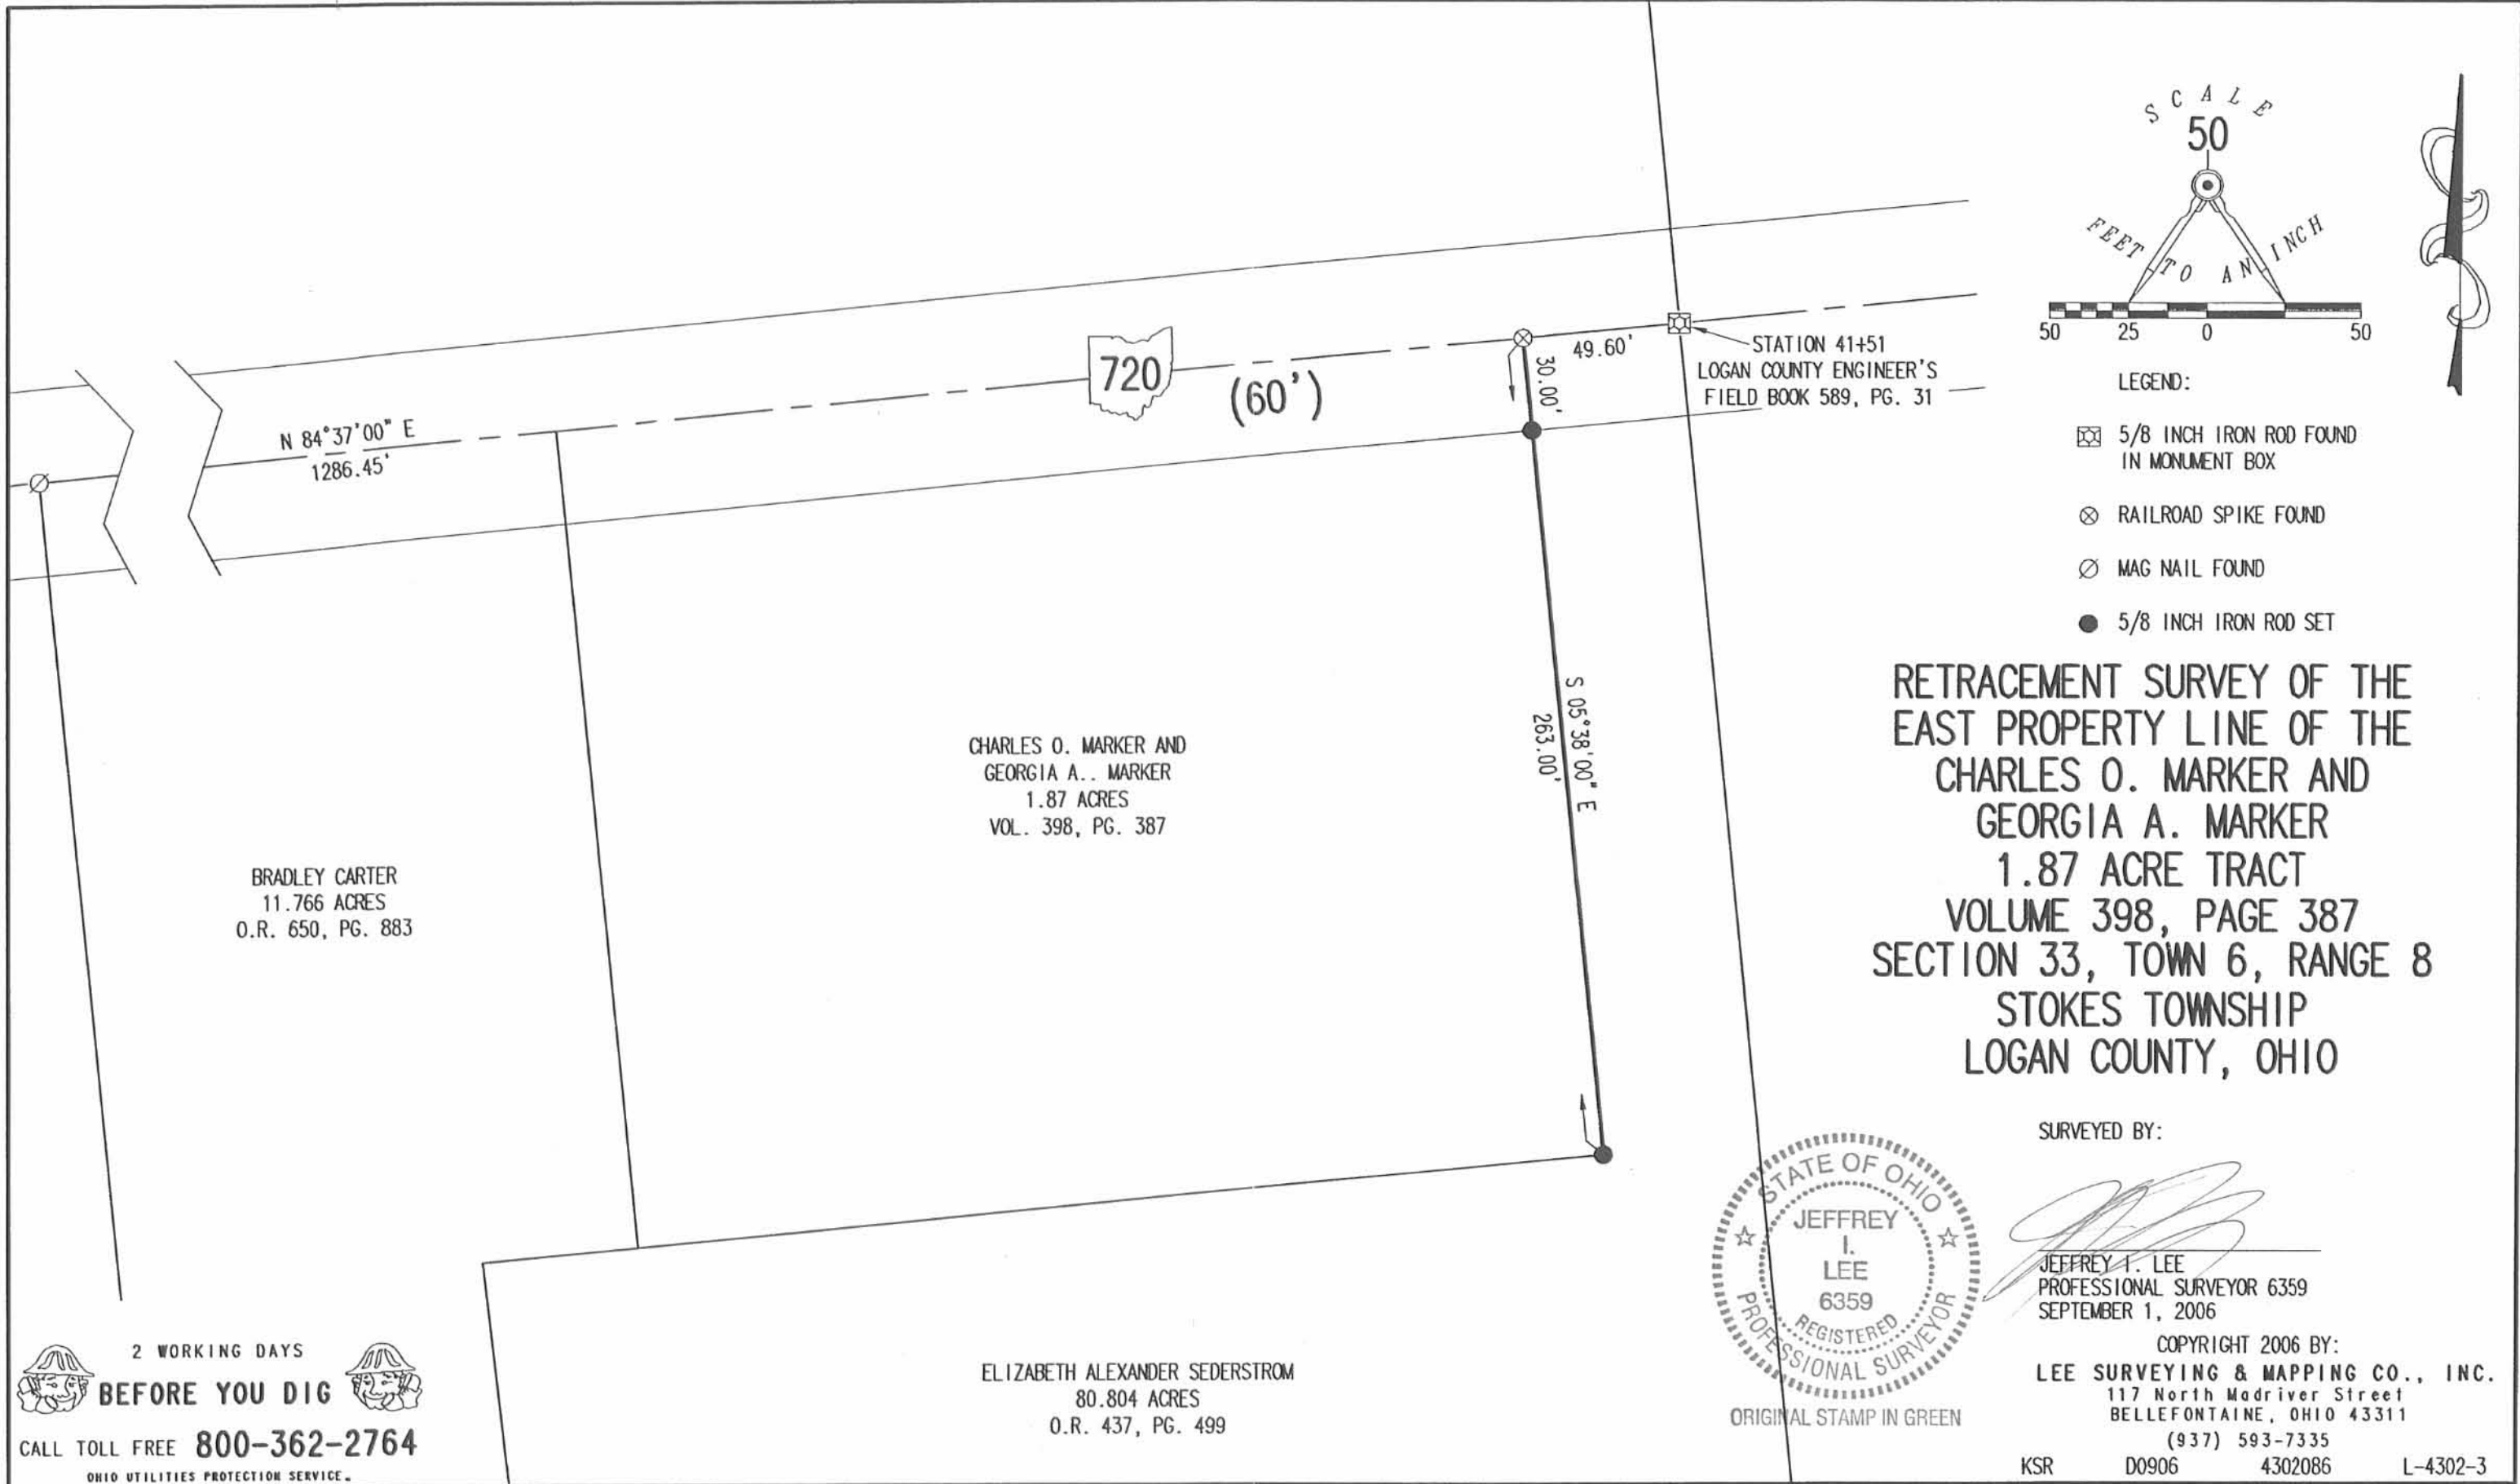 SCALE
50
FEET TO AN INCH
50 25 0 50
LEGEND:
5/8 INCH IRON ROD FOUND
IN MONUMENT BOX
RAILROAD SPIKE FOUND
MAG NAIL FOUND
5/8 INCH IRON ROD SET
720
(60')
49.60'
30.00'
STATION 41+51
LOGAN COUNTY ENGINEER'S
FIELD BOOK 589, PG. 31
N 84°37'00" E
1286.45'
S 05°38'00" E
263.00'
CHARLES O. MARKER AND
GEORGIA A.. MARKER
1.87 ACRES
VOL. 398, PG. 387
BRADLEY CARTER
11.766 ACRES
O.R. 650, PG. 883
ELIZABETH ALEXANDER SEDERSTROM
80.804 ACRES
O.R. 437, PG. 499
RETRACEMENT SURVEY OF THE
EAST PROPERTY LINE OF THE
CHARLES O. MARKER AND
GEORGIA A. MARKER
1.87 ACRE TRACT
VOLUME 398, PAGE 387
SECTION 33, TOWN 6, RANGE 8
STOKES TOWNSHIP
LOGAN COUNTY, OHIO
SURVEYED BY:
JEFFREY I. LEE
PROFESSIONAL SURVEYOR 6359
SEPTEMBER 1, 2006
COPYRIGHT 2006 BY:
LEE SURVEYING & MAPPING CO., INC.
117 North Madriver Street
BELLEFONTAINE, OHIO 43311
(937) 593-7335
KSR D0906 4302086 L-4302-3
STATE OF OHIO
JEFFREY
I.
LEE
6359
REGISTERED
PROFESSIONAL SURVEYOR
ORIGINAL STAMP IN GREEN
2 WORKING DAYS
BEFORE YOU DIG
CALL TOLL FREE 800-362-2764
OHIO UTILITIES PROTECTION SERVICE.